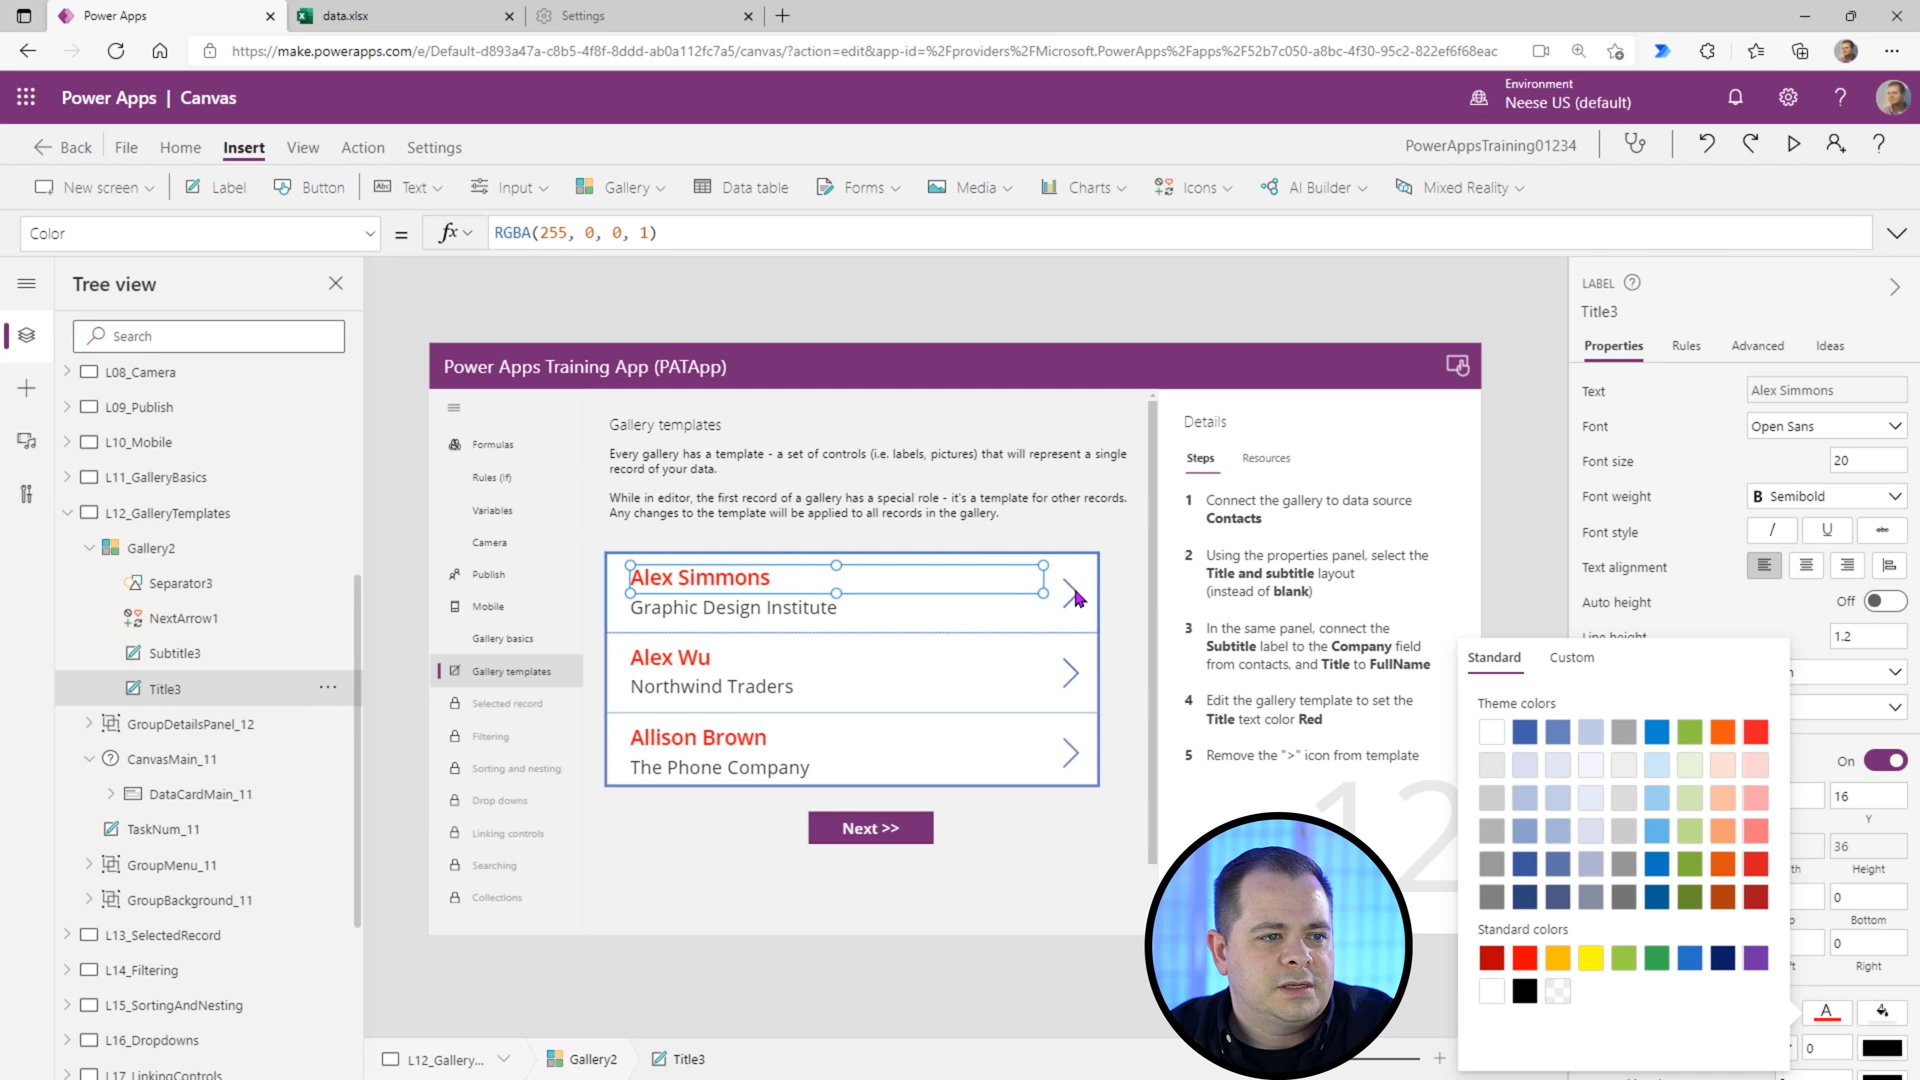 Power Apps
data.xlsx
Settings
https://make.powerapps.com/e/Default-d893a47a-c8b5-4f8f-8ddd-ab0a112fc7a5/canvas/?action=edit&app-id=%2Fproviders%2FMicrosoft.PowerApps%2Fapps%2F52b7c050-a8bc-4f30-95c2-822ef6f68eac
Power Apps | Canvas
Environment
Neese US (default)
Back
File
Home
Insert
View
Action
Settings
PowerAppsTraining01234
New screen
Label
Button
Text
Input
Gallery
Data table
Forms
Media
Charts
Icons
AI Builder
Mixed Reality
Color
=
fx
RGBA(255, 0, 0, 1)
Tree view
Search
L08_Camera
L09_Publish
L10_Mobile
L11_GalleryBasics
L12_GalleryTemplates
Gallery2
Separator3
NextArrow1
Subtitle3
Title3
GroupDetailsPanel_12
CanvasMain_11
DataCardMain_11
TaskNum_11
GroupMenu_11
GroupBackground_11
L13_SelectedRecord
L14_Filtering
L15_SortingAndNesting
L16_Dropdowns
L17_LinkingControls
Power Apps Training App (PATApp)
Formulas
Rules (If)
Variables
Camera
Publish
Mobile
Gallery basics
Gallery templates
Selected record
Filtering
Sorting and nesting
Drop downs
Linking controls
Searching
Collections
Gallery templates
Every gallery has a template - a set of controls (i.e. labels, pictures) that will represent a single
record of your data.
While in editor, the first record of a gallery has a special role - it's a template for other records.
Any changes to the template will be applied to all records in the gallery.
Alex Simmons
Graphic Design Institute
Alex Wu
Northwind Traders
Allison Brown
The Phone Company
Next >>
Details
Steps
Resources
1 Connect the gallery to data source
Contacts
2 Using the properties panel, select the
Title and subtitle layout
(instead of blank)
3 In the same panel, connect the
Subtitle label to the Company field
from contacts, and Title to FullName
4 Edit the gallery template to set the
Title text color Red
5 Remove the ">" icon from template
12
L12_Gallery...
Gallery2
Title3
LABEL
Title3
Properties
Rules
Advanced
Ideas
Text
Alex Simmons
Font
Open Sans
Font size
20
Font weight
B Semibold
Font style
/
U
abc
Text alignment
Auto height
Off
Line height
1.2
On
16
Y
36
Height
0
Bottom
0
Right
A
0
Standard
Custom
Theme colors
Standard colors